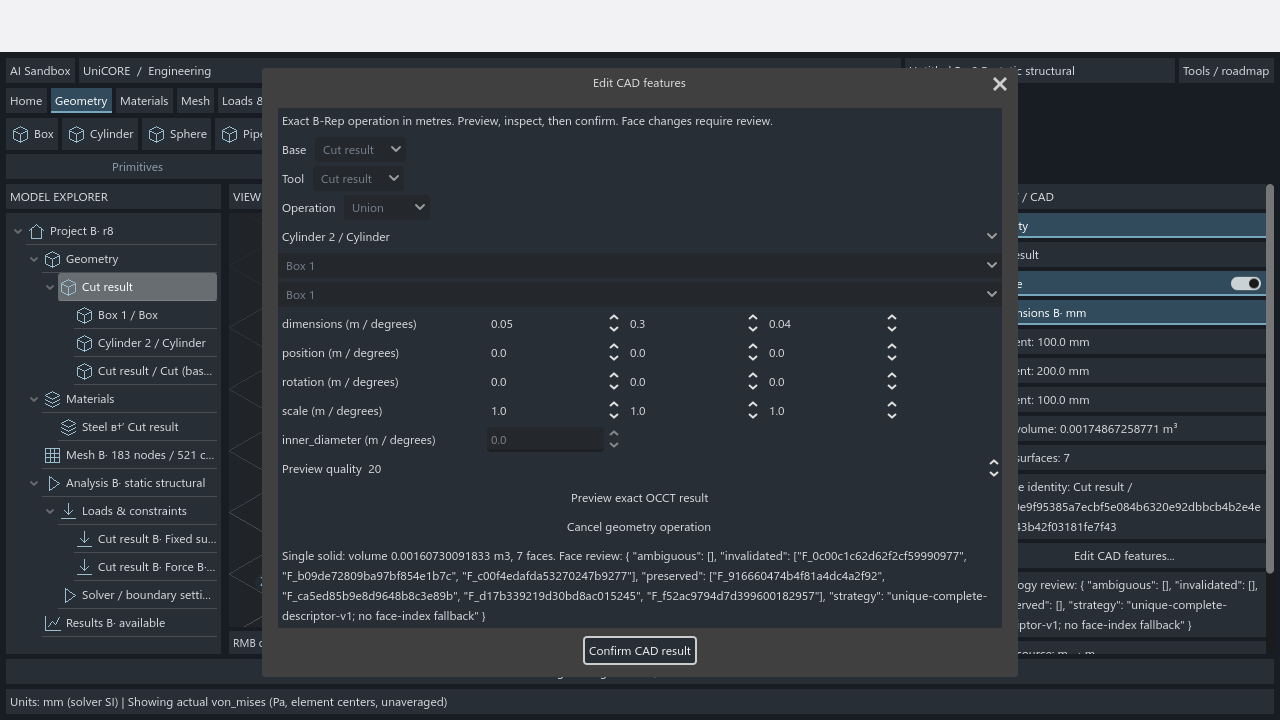 AI Sandbox
UniCORE / Engineering
Tools / roadmap
Home Geometry Materials Mesh Loads &
Box Cylinder Sphere
Primitives
MODEL EXPLORER
Project В· r8
Geometry
Cut result
Box 1 / Box
Cylinder 2 / Cylinder
Cut result / Cut (bas...
Materials
Steel в†’ Cut result
Mesh В· 183 nodes / 521 c...
Analysis В· static structural
Loads & constraints
Cut result В· Fixed su...
Cut result В· Force В·...
Solver / boundary setti...
Results В· available
Edit CAD features
Exact B-Rep operation in metres. Preview, inspect, then confirm. Face changes require review.
Base Cut result
Tool Cut result
Operation Union
Cylinder 2 / Cylinder
Box 1
Box 1
dimensions (m / degrees) 0.05 0.3 0.04
position (m / degrees) 0.0 0.0 0.0
rotation (m / degrees) 0.0 0.0 0.0
scale (m / degrees) 1.0 1.0 1.0
inner_diameter (m / degrees) 0.0
Preview quality 20
Preview exact OCCT result
Cancel geometry operation
Single solid: volume 0.00160730091833 m3, 7 faces. Face review: { "ambiguous": [], "invalidated": ["F_0c00c1c62d62f2cf59990977",
"F_b09de72809ba97bf854e1b7c", "F_c00f4edafda53270247b9277"], "preserved": ["F_916660474b4f81a4dc4a2f92",
"F_ca5ed85b9e8d9648b8c3e89b", "F_d17b339219d30bd8ac015245", "F_f52ac9794d7d399600182957"], "strategy": "unique-complete-
descriptor-v1; no face-index fallback" }
Confirm CAD result
/ CAD
В· mm
100.0 mm
200.0 mm
100.0 mm
volume: 0.00174867258771 m³
surfaces: 7
identity: Cut result /
e9f95385a7ecbf5e084b6320e92dbbcb4b2e4e
43b42f03181fe7f43
Edit CAD features...
review: { "ambiguous": [], "invalidated": [],
[], "strategy": "unique-complete-
descriptor-v1; no face-index fallback" }
Units: mm (solver SI) | Showing actual von_mises (Pa, element centers, unaveraged)